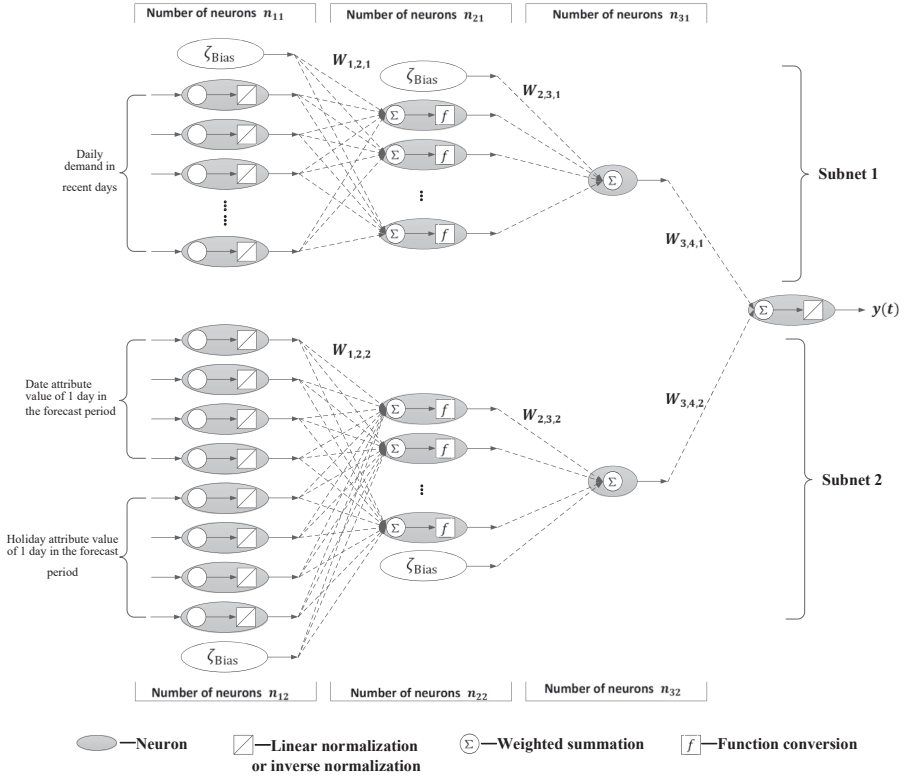 Number of neurons n₁₁
Number of neurons n₂₁
Number of neurons n₃₁
ζBias
W₁,₂,₁
ζBias
W₂,₃,₁
Σ f
Daily
demand in
recent days
Σ f
Σ
Subnet 1
Σ f
W₃,₄,₁
Σ
y(t)
W₁,₂,₂
Date attribute
value of 1 day in
the forecast period
Σ f
W₂,₃,₂
W₃,₄,₂
Σ f
Σ
Subnet 2
Holiday attribute value
of 1 day in the forecast
period
Σ f
ζBias
ζBias
Number of neurons n₁₂
Number of neurons n₂₂
Number of neurons n₃₂
—Neuron
—Linear normalization
or inverse normalization
Σ —Weighted summation
f —Function conversion